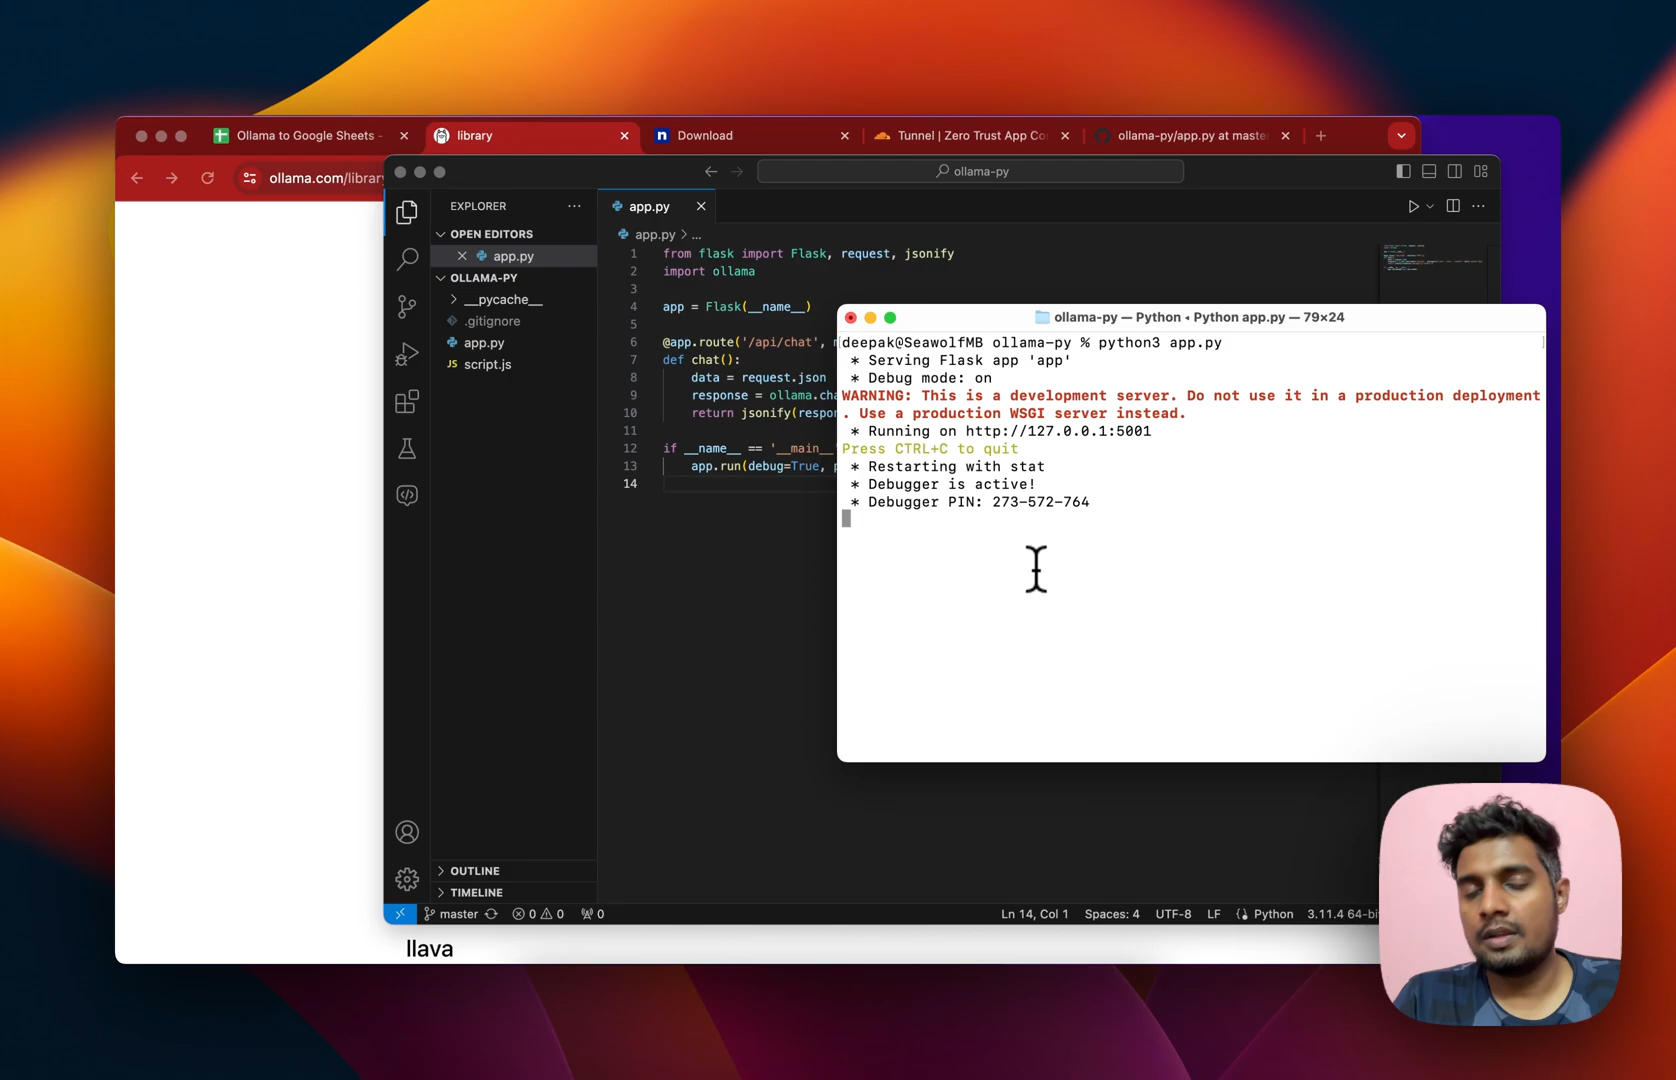 Ollama to Google Sheets -
library
Download
Tunnel | Zero Trust App Co
ollama-py/app.py at maste
ollama.com/library
ollama-py
EXPLORER
app.py
OPEN EDITORS
app.py
app.py > ...
OLLAMA-PY
__pycache__
.gitignore
app.py
JS script.js
1 from flask import Flask, request, jsonify
2 import ollama
3
4 app = Flask(__name__)
5
6 @app.route('/api/chat', m
7 def chat():
8 data = request.json
9 response = ollama.cha
10 return jsonify(respon
11
12 if __name__ == '__main__'
13 app.run(debug=True, p
14
ollama-py — Python ◂ Python app.py — 79×24
deepak@SeawolfMB ollama-py % python3 app.py
* Serving Flask app 'app'
* Debug mode: on
WARNING: This is a development server. Do not use it in a production deployment
. Use a production WSGI server instead.
* Running on http://127.0.0.1:5001
Press CTRL+C to quit
* Restarting with stat
* Debugger is active!
* Debugger PIN: 273-572-764
OUTLINE
TIMELINE
master
0 0
0
Ln 14, Col 1
Spaces: 4
UTF-8
LF
Python
3.11.4 64-bi
llava